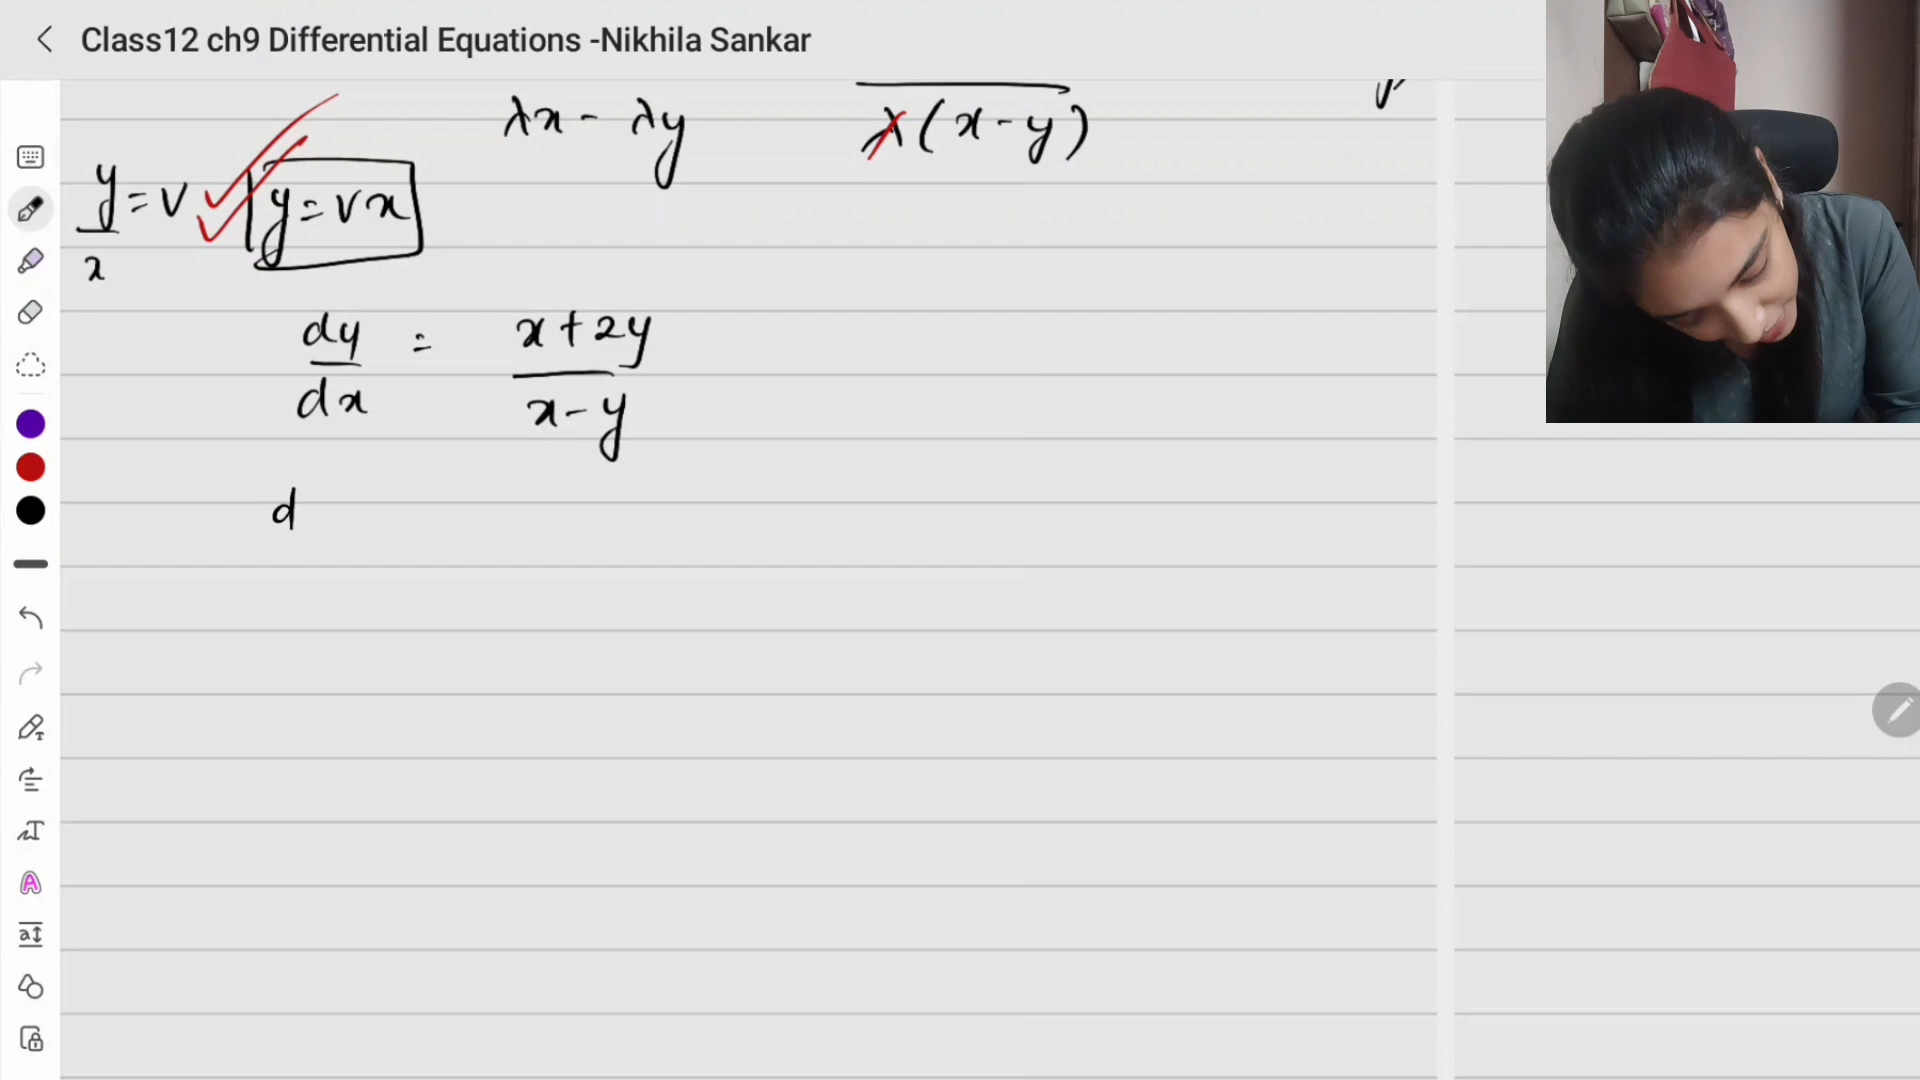 Class12 ch9 Differential Equations -Nikhila Sankar
λx - λy λ(x-y)
y/x = v y = vx
dy/dx = x+2y/x-y
d